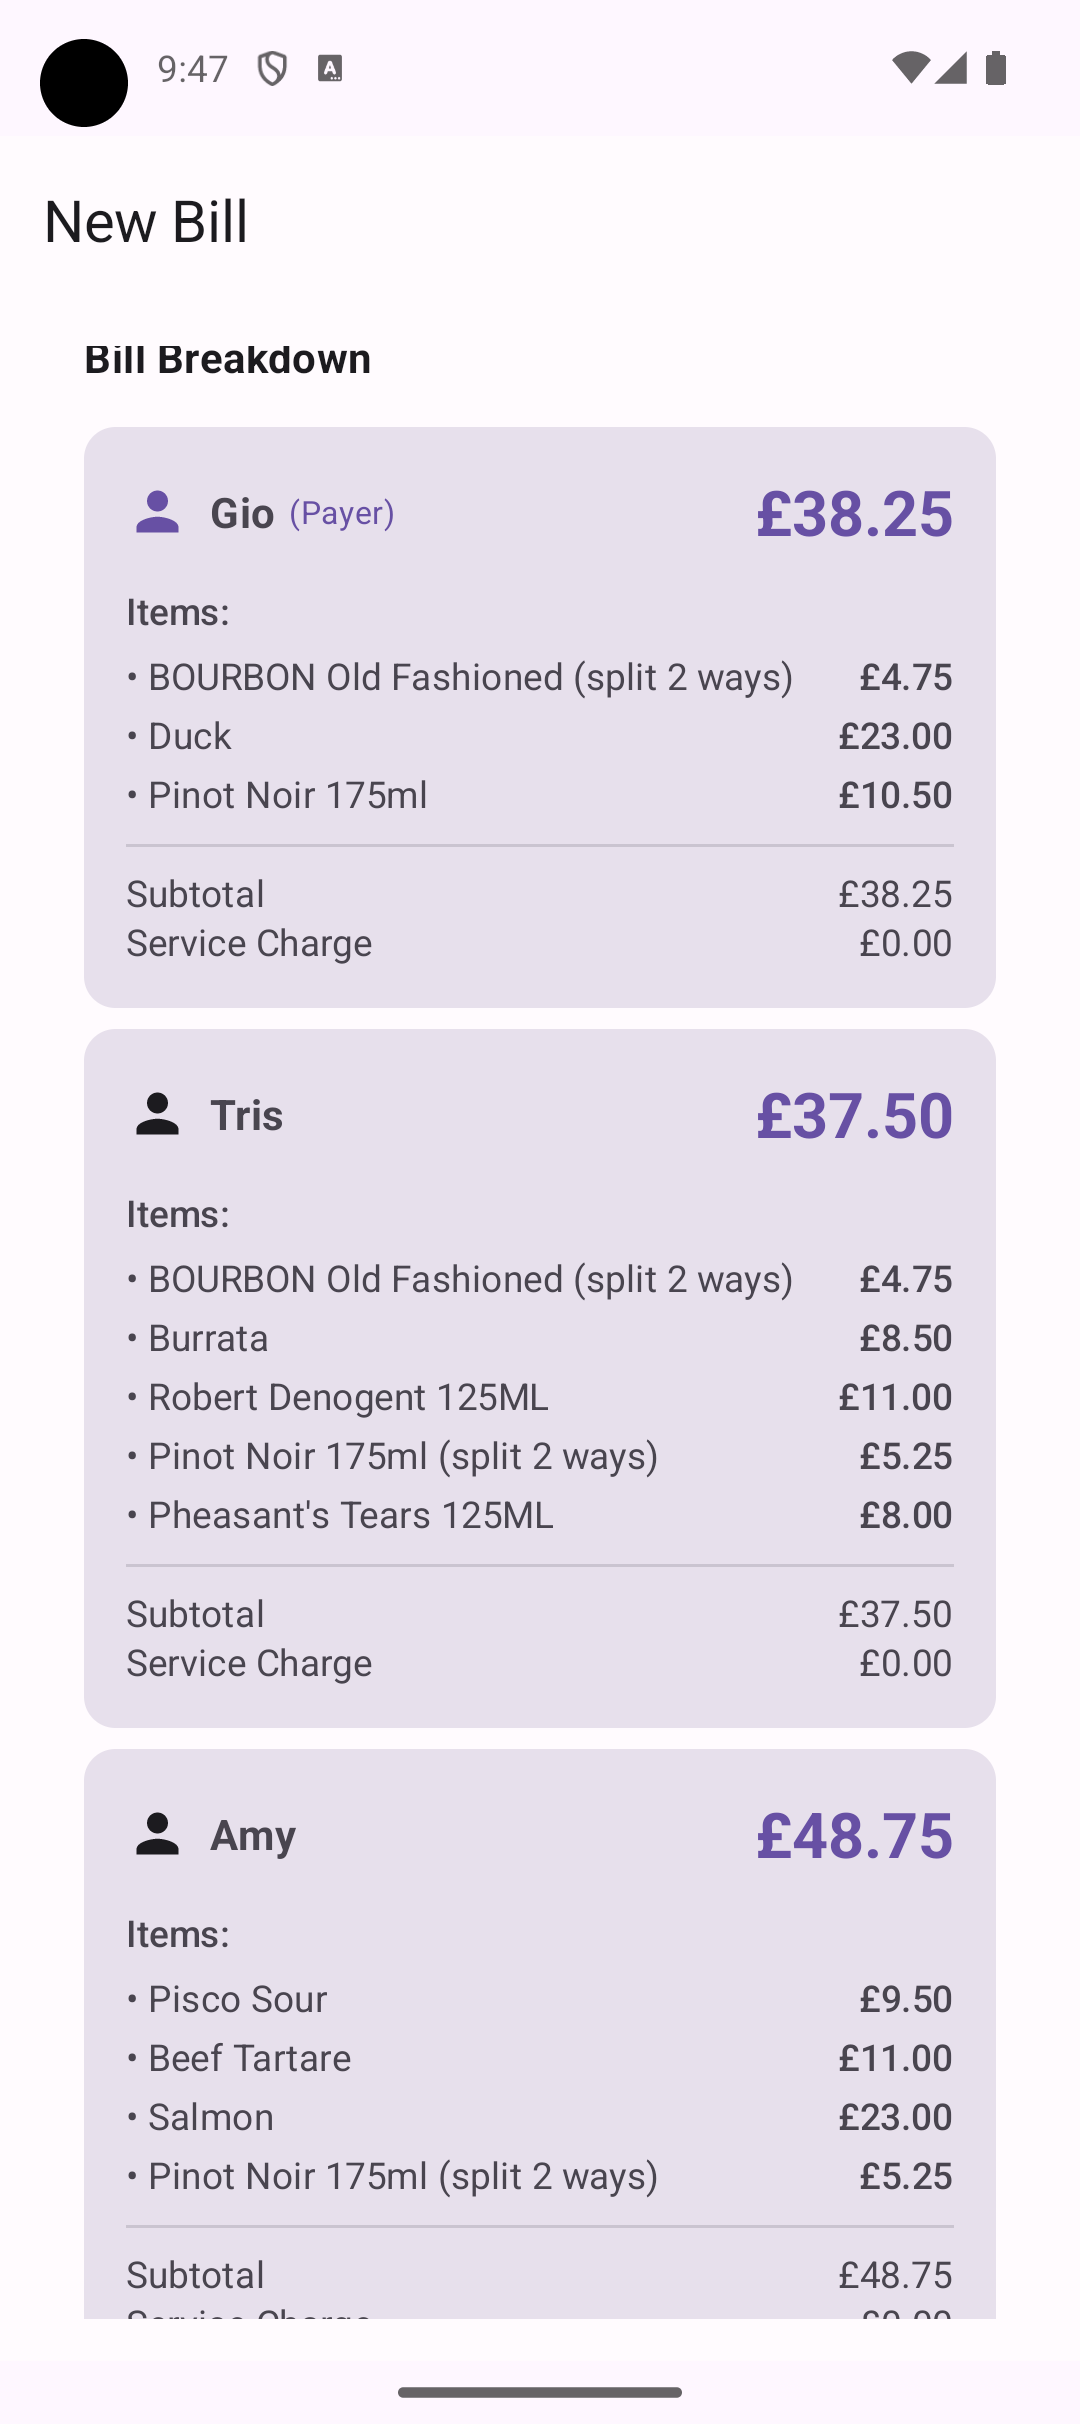 9:47
New Bill
Bill Breakdown
Gio (Payer) £38.25
Items:
• BOURBON Old Fashioned (split 2 ways) £4.75
• Duck £23.00
• Pinot Noir 175ml £10.50
Subtotal £38.25
Service Charge £0.00
Tris £37.50
Items:
• BOURBON Old Fashioned (split 2 ways) £4.75
• Burrata £8.50
• Robert Denogent 125ML £11.00
• Pinot Noir 175ml (split 2 ways) £5.25
• Pheasant's Tears 125ML £8.00
Subtotal £37.50
Service Charge £0.00
Amy £48.75
Items:
• Pisco Sour £9.50
• Beef Tartare £11.00
• Salmon £23.00
• Pinot Noir 175ml (split 2 ways) £5.25
Subtotal £48.75
Service Charge £0.00